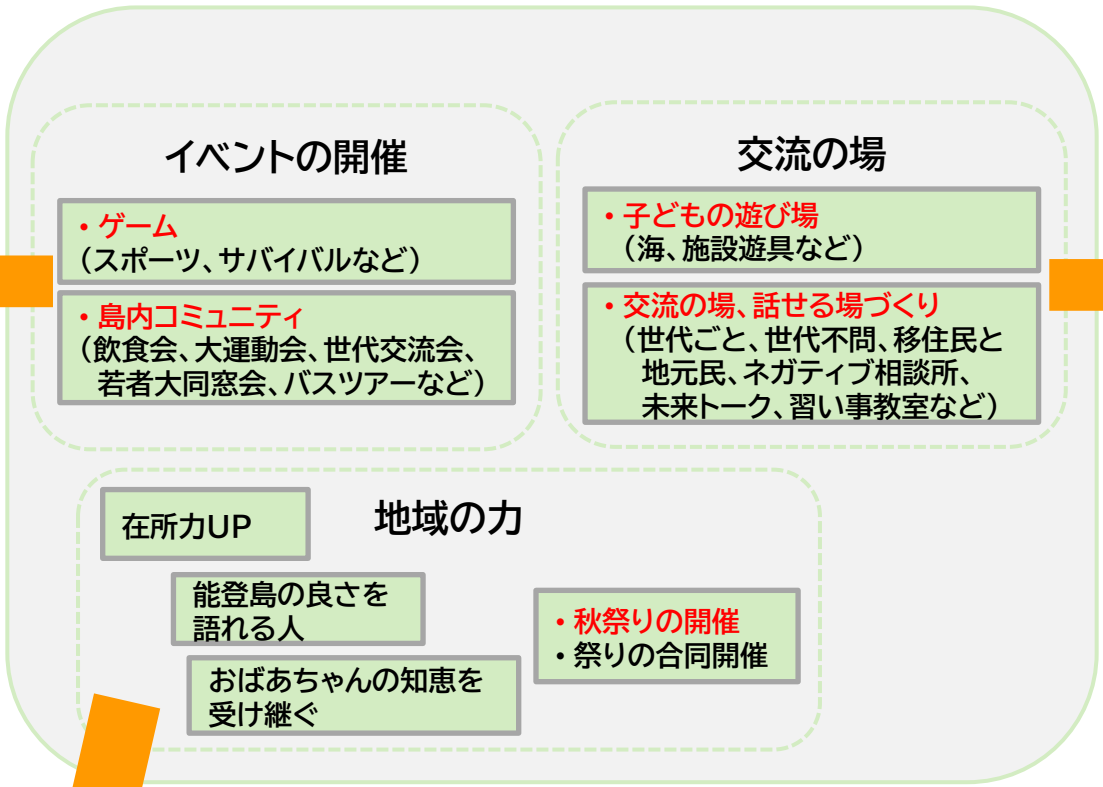 イベントの開催
・ゲーム
（スポーツ、サバイバルなど）
・島内コミュニティ
（飲食会、大運動会、世代交流会、
若者大同窓会、バスツアーなど）
交流の場
・子どもの遊び場
（海、施設遊具など）
・交流の場、話せる場づくり
（世代ごと、世代不問、移住民と
地元民、ネガティブ相談所、
未来トーク、習い事教室など）
地域の力
在所力UP
能登島の良さを
語れる人
おばあちゃんの知恵を
受け継ぐ
・秋祭りの開催
・祭りの合同開催